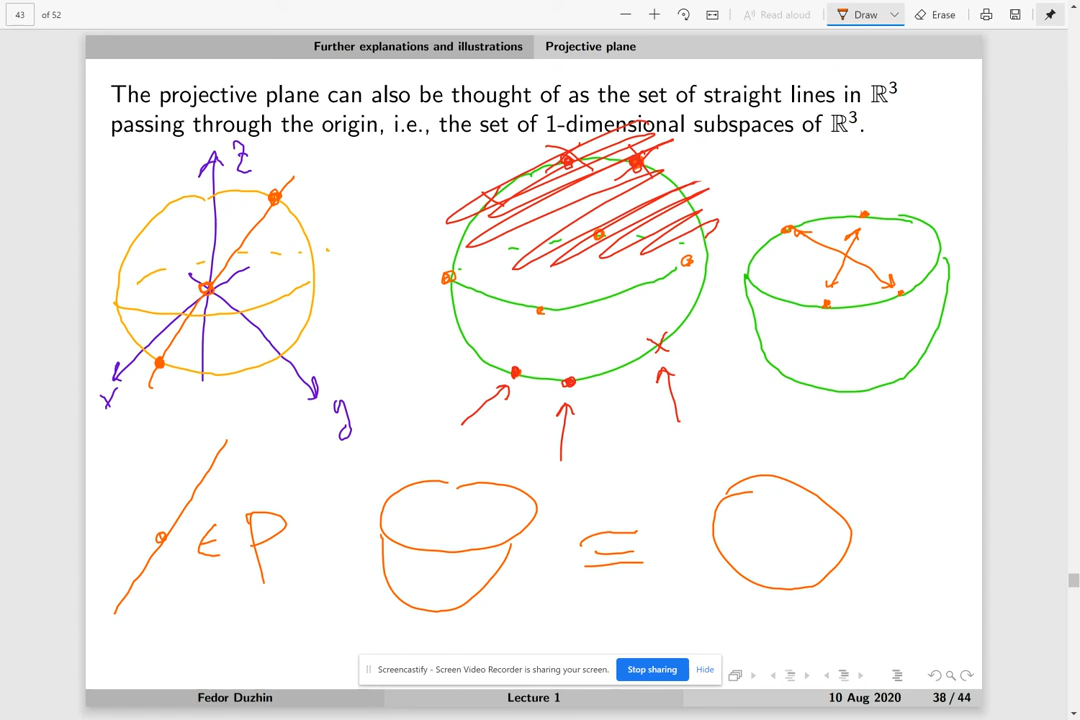 43 of 52
Read aloud
Draw
Erase
Further explanations and illustrations Projective plane
The projective plane can also be thought of as the set of straight lines in ℝ³
passing through the origin, i.e., the set of 1-dimensional subspaces of ℝ³.
z
x
y
∈ P
≅
Screencastify - Screen Video Recorder is sharing your screen.
Stop sharing
Hide
Fedor Duzhin Lecture 1 10 Aug 2020 38 / 44